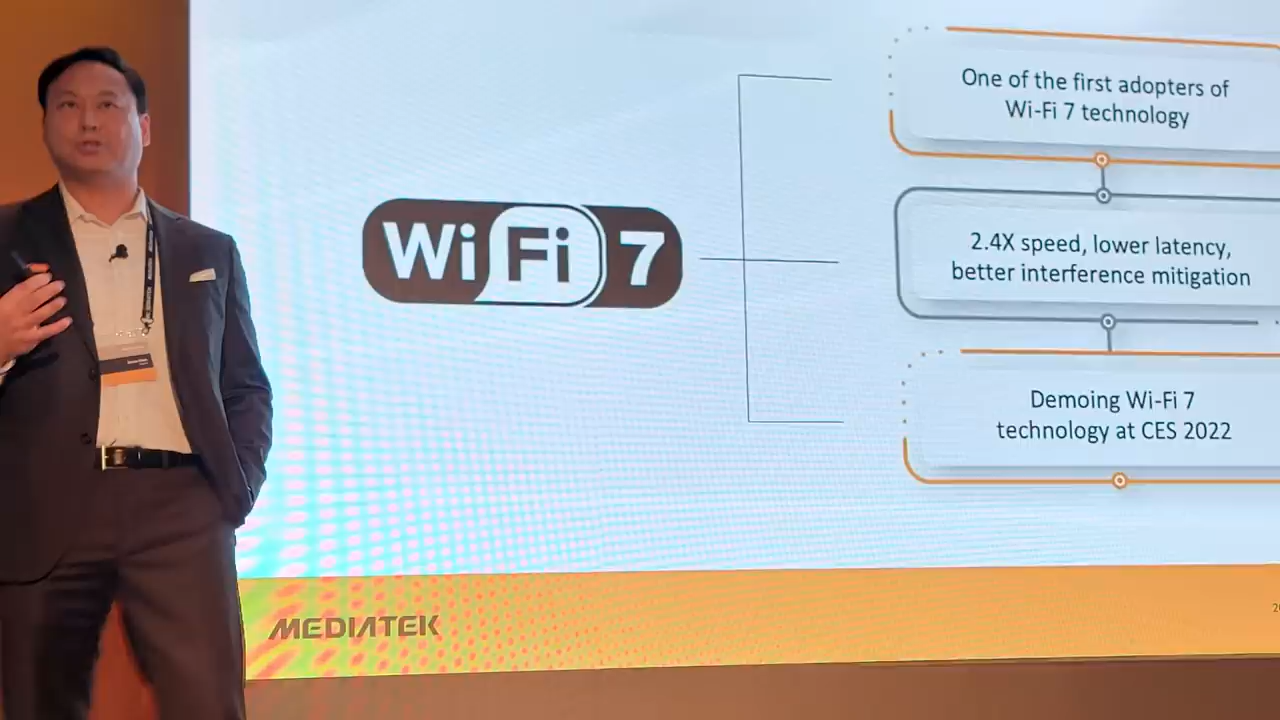 One of the first adopters of
Wi-Fi 7 technology
WiFi 7
2.4X speed, lower latency,
better interference mitigation
Demoing Wi-Fi 7
technology at CES 2022
MEDIATEK